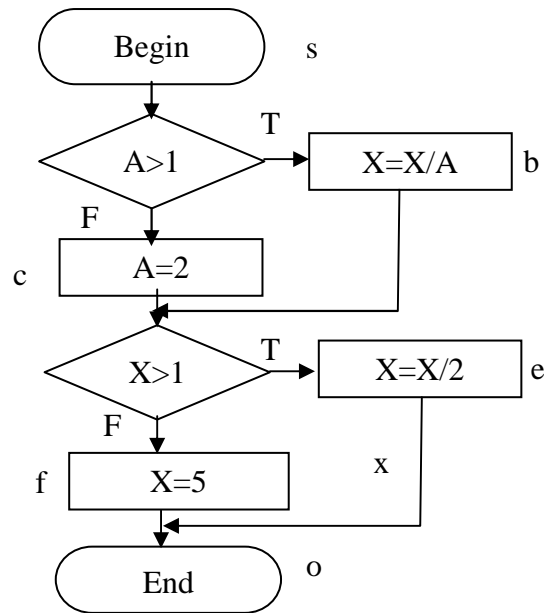 Begin s
T
A>1 X=X/A b
F
A=2
c
T
X>1 X=X/2 e
F
x
f X=5
End o